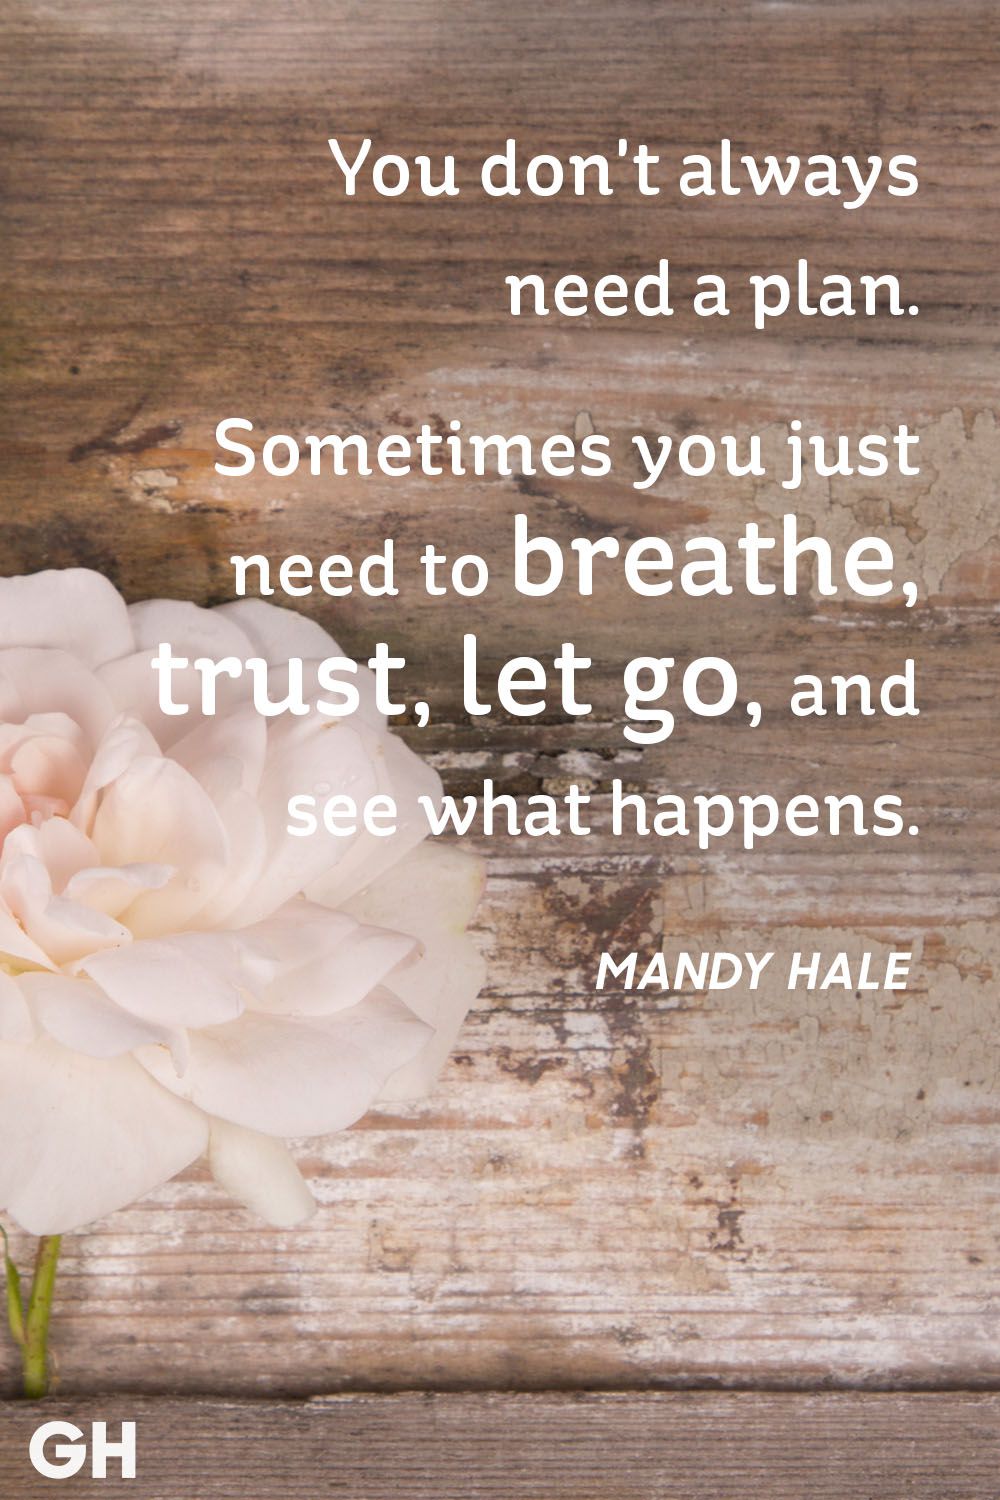 You don't always
need a plan.
Sometimes you just
need to breathe,
trust, let go, and
see what happens.
MANDY HALE
GH